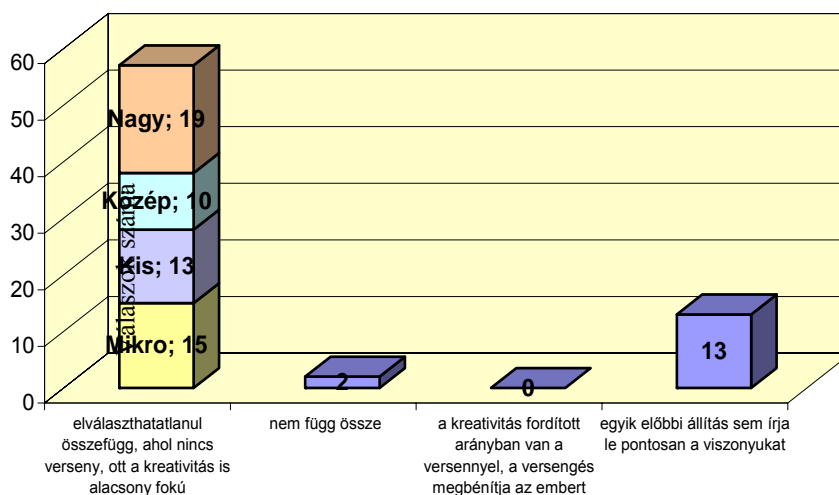 60
50
40
30
20
10
0
Nagy; 19
Közép; 10
Kis; 13
Mikro; 15
2
0
13
elválaszthatatlanul
összefügg, ahol nincs
verseny, ott a kreativitás is
alacsony fokú
nem függ össze
a kreativitás fordított
arányban van a
versennyel, a versengés
megbénítja az embert
egyik előbbi állítás sem írja
le pontosan a viszonyukat